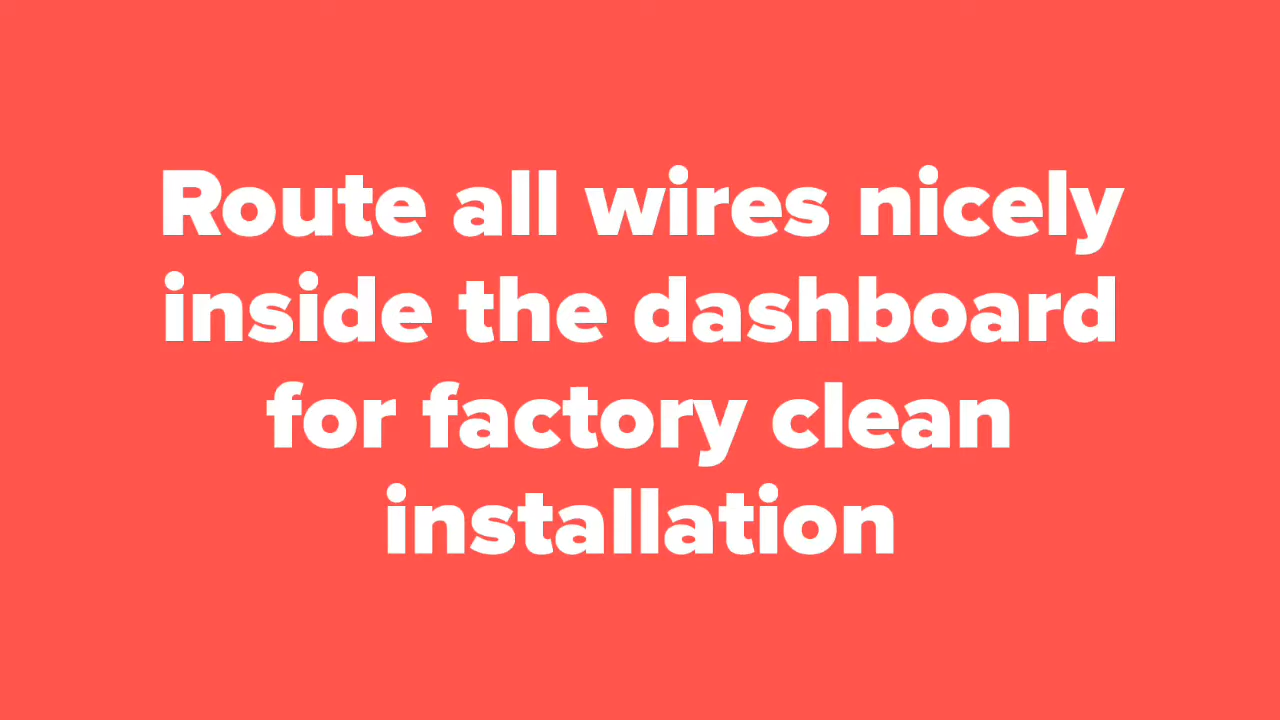 Route all wires nicely
inside the dashboard
for factory clean
installation